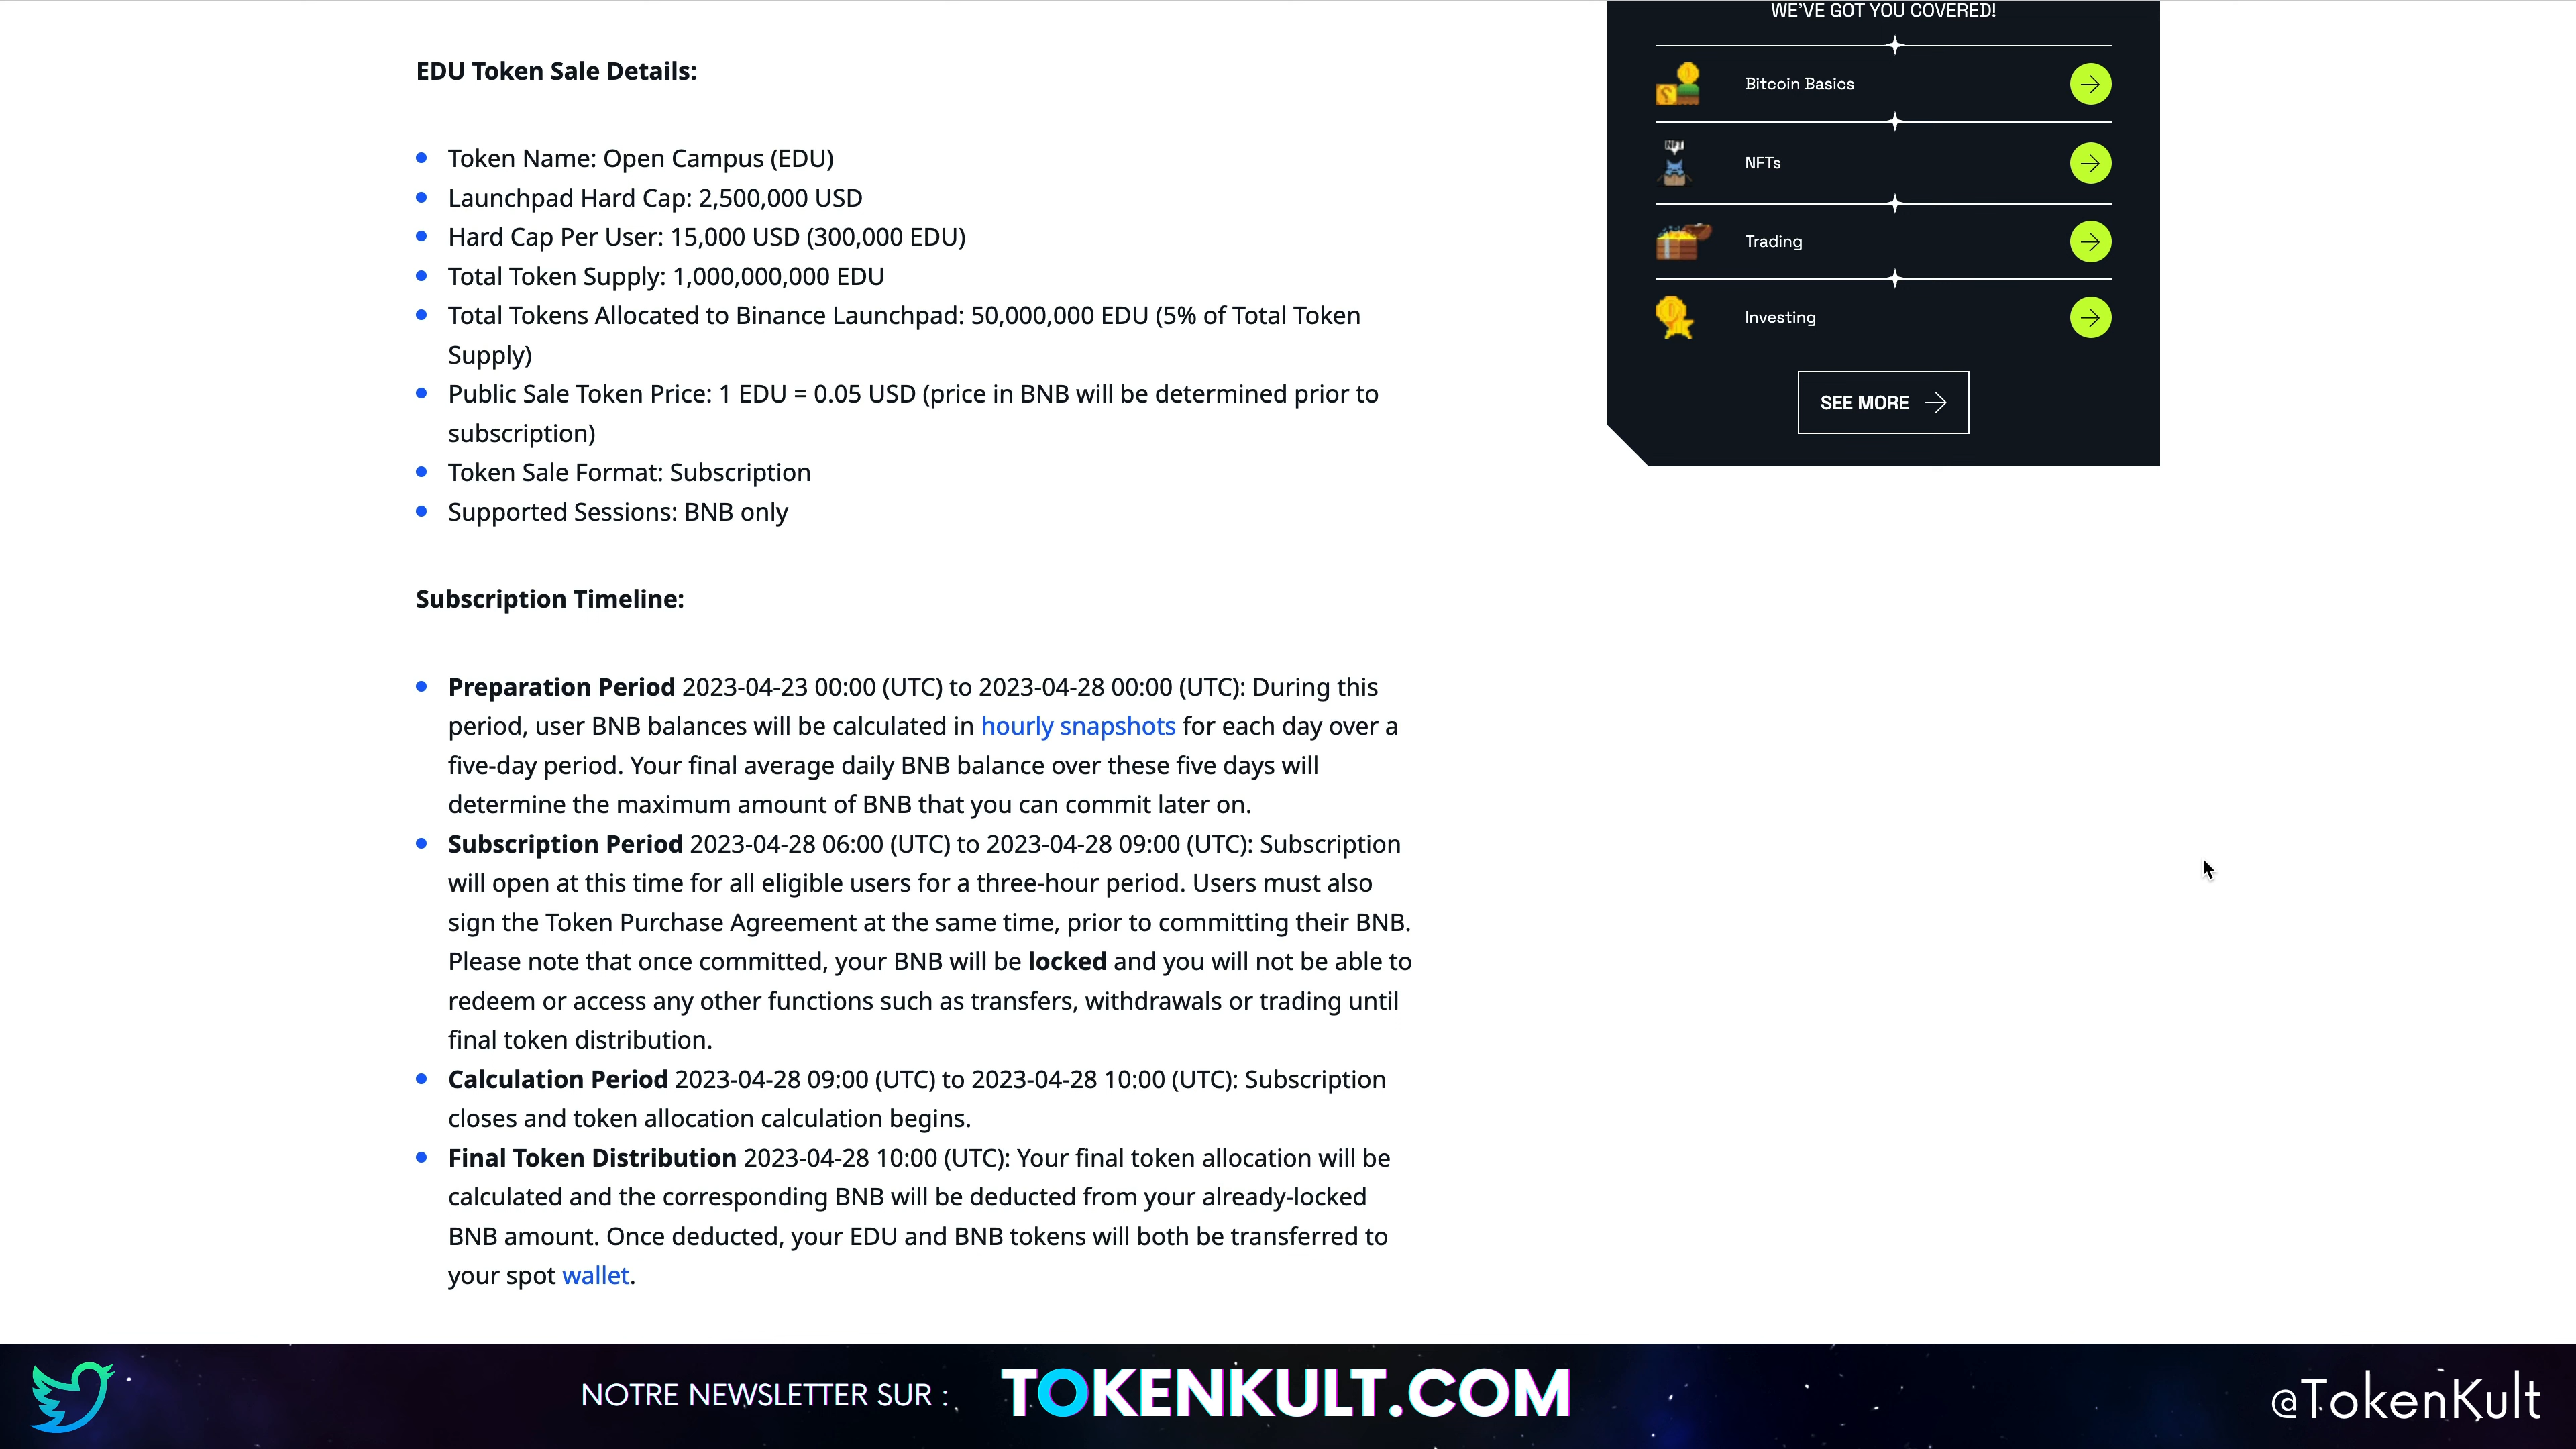 WE'VE GOT YOU COVERED!
EDU Token Sale Details:
Bitcoin Basics
NFTs
Trading
Investing
SEE MORE
Token Name: Open Campus (EDU)
Launchpad Hard Cap: 2,500,000 USD
Hard Cap Per User: 15,000 USD (300,000 EDU)
Total Token Supply: 1,000,000,000 EDU
Total Tokens Allocated to Binance Launchpad: 50,000,000 EDU (5% of Total Token
Supply)
Public Sale Token Price: 1 EDU = 0.05 USD (price in BNB will be determined prior to
subscription)
Token Sale Format: Subscription
Supported Sessions: BNB only
Subscription Timeline:
Preparation Period 2023-04-23 00:00 (UTC) to 2023-04-28 00:00 (UTC): During this
period, user BNB balances will be calculated in hourly snapshots for each day over a
five-day period. Your final average daily BNB balance over these five days will
determine the maximum amount of BNB that you can commit later on.
Subscription Period 2023-04-28 06:00 (UTC) to 2023-04-28 09:00 (UTC): Subscription
will open at this time for all eligible users for a three-hour period. Users must also
sign the Token Purchase Agreement at the same time, prior to committing their BNB.
Please note that once committed, your BNB will be locked and you will not be able to
redeem or access any other functions such as transfers, withdrawals or trading until
final token distribution.
Calculation Period 2023-04-28 09:00 (UTC) to 2023-04-28 10:00 (UTC): Subscription
closes and token allocation calculation begins.
Final Token Distribution 2023-04-28 10:00 (UTC): Your final token allocation will be
calculated and the corresponding BNB will be deducted from your already-locked
BNB amount. Once deducted, your EDU and BNB tokens will both be transferred to
your spot wallet.
NOTRE NEWSLETTER SUR :
TOKENKULT.COM
@TokenKult